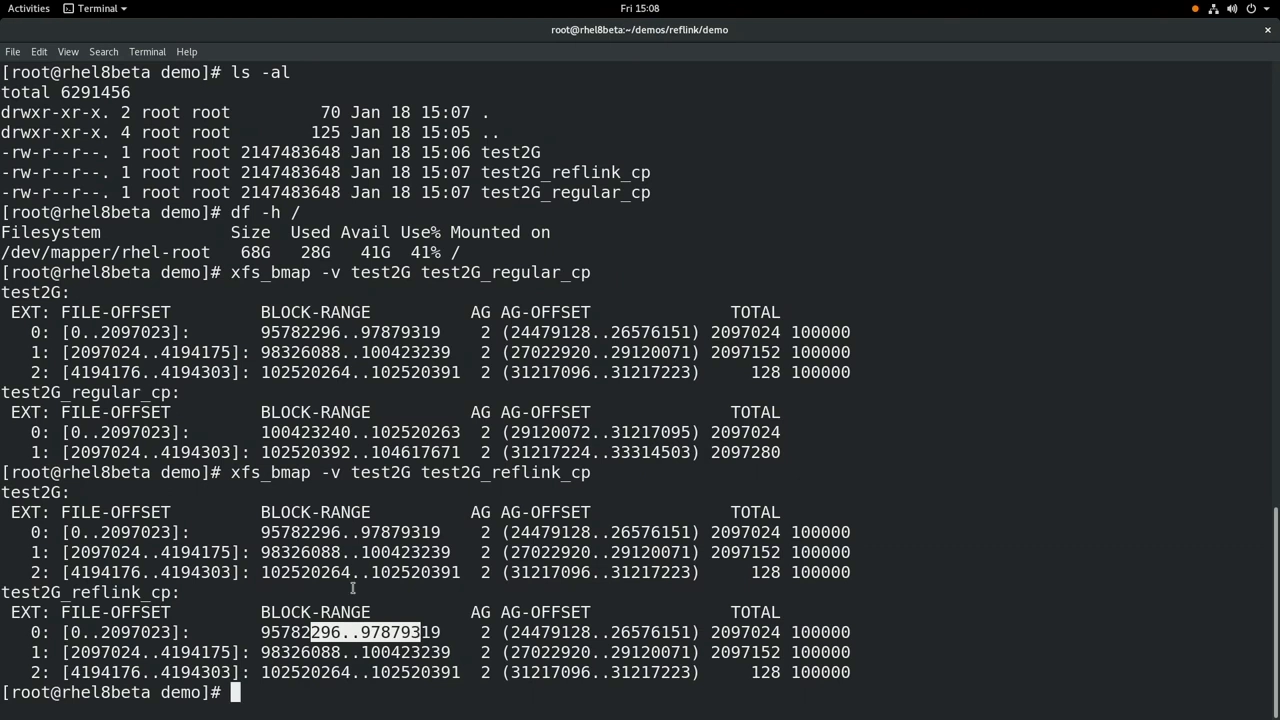 Activities Terminal Fri 15:08
root@rhel8beta:~/demos/reflink/demo ×
File Edit View Search Terminal Help
[root@rhel8beta demo]# ls -al
total 6291456
drwxr-xr-x. 2 root root         70 Jan 18 15:07 .
drwxr-xr-x. 4 root root        125 Jan 18 15:05 ..
-rw-r--r--. 1 root root 2147483648 Jan 18 15:06 test2G
-rw-r--r--. 1 root root 2147483648 Jan 18 15:07 test2G_reflink_cp
-rw-r--r--. 1 root root 2147483648 Jan 18 15:07 test2G_regular_cp
[root@rhel8beta demo]# df -h /
Filesystem             Size  Used Avail Use% Mounted on
/dev/mapper/rhel-root   68G   28G   41G  41% /
[root@rhel8beta demo]# xfs_bmap -v test2G test2G_regular_cp
test2G:
 EXT: FILE-OFFSET         BLOCK-RANGE          AG AG-OFFSET              TOTAL
   0: [0..2097023]:       95782296..97879319   2 (24479128..26576151) 2097024 100000
   1: [2097024..4194175]: 98326088..100423239  2 (27022920..29120071) 2097152 100000
   2: [4194176..4194303]: 102520264..102520391  2 (31217096..31217223)     128 100000
test2G_regular_cp:
 EXT: FILE-OFFSET         BLOCK-RANGE          AG AG-OFFSET              TOTAL
   0: [0..2097023]:       100423240..102520263  2 (29120072..31217095) 2097024
   1: [2097024..4194303]: 102520392..104617671  2 (31217224..33314503) 2097280
[root@rhel8beta demo]# xfs_bmap -v test2G test2G_reflink_cp
test2G:
 EXT: FILE-OFFSET         BLOCK-RANGE          AG AG-OFFSET              TOTAL
   0: [0..2097023]:       95782296..97879319   2 (24479128..26576151) 2097024 100000
   1: [2097024..4194175]: 98326088..100423239  2 (27022920..29120071) 2097152 100000
   2: [4194176..4194303]: 102520264..102520391  2 (31217096..31217223)     128 100000
test2G_reflink_cp:
 EXT: FILE-OFFSET         BLOCK-RANGE          AG AG-OFFSET              TOTAL
   0: [0..2097023]:       95782296..97879319   2 (24479128..26576151) 2097024 100000
   1: [2097024..4194175]: 98326088..100423239  2 (27022920..29120071) 2097152 100000
   2: [4194176..4194303]: 102520264..102520391  2 (31217096..31217223)     128 100000
[root@rhel8beta demo]#